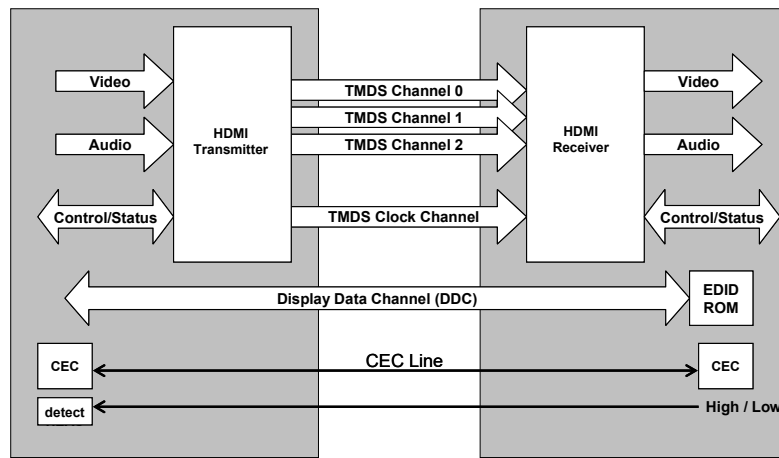 Video
HDMI
Transmitter
TMDS Channel 0
TMDS Channel 1
TMDS Channel 2
HDMI
Receiver
Video
Audio
Audio
Control/Status
TMDS Clock Channel
Control/Status
Display Data Channel (DDC)
EDID
ROM
CEC
CEC Line
CEC
detect
High / Low